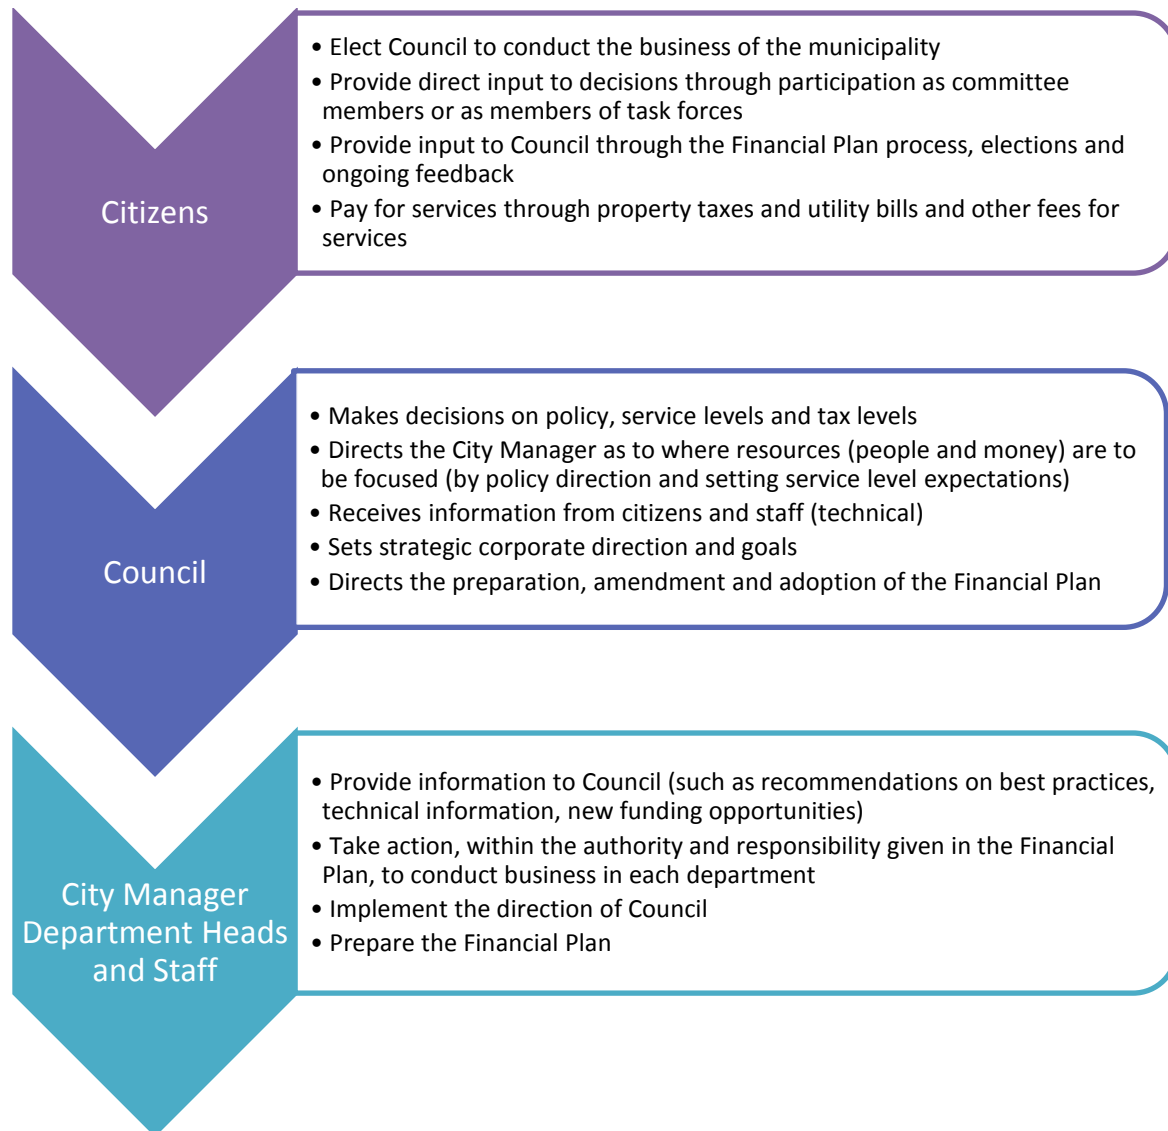 Citizens
• Elect Council to conduct the business of the municipality
• Provide direct input to decisions through participation as committee
members or as members of task forces
• Provide input to Council through the Financial Plan process, elections and
ongoing feedback
• Pay for services through property taxes and utility bills and other fees for
services
Council
• Makes decisions on policy, service levels and tax levels
• Directs the City Manager as to where resources (people and money) are to
be focused (by policy direction and setting service level expectations)
• Receives information from citizens and staff (technical)
• Sets strategic corporate direction and goals
• Directs the preparation, amendment and adoption of the Financial Plan
City Manager
Department Heads
and Staff
• Provide information to Council (such as recommendations on best practices,
technical information, new funding opportunities)
• Take action, within the authority and responsibility given in the Financial
Plan, to conduct business in each department
• Implement the direction of Council
• Prepare the Financial Plan